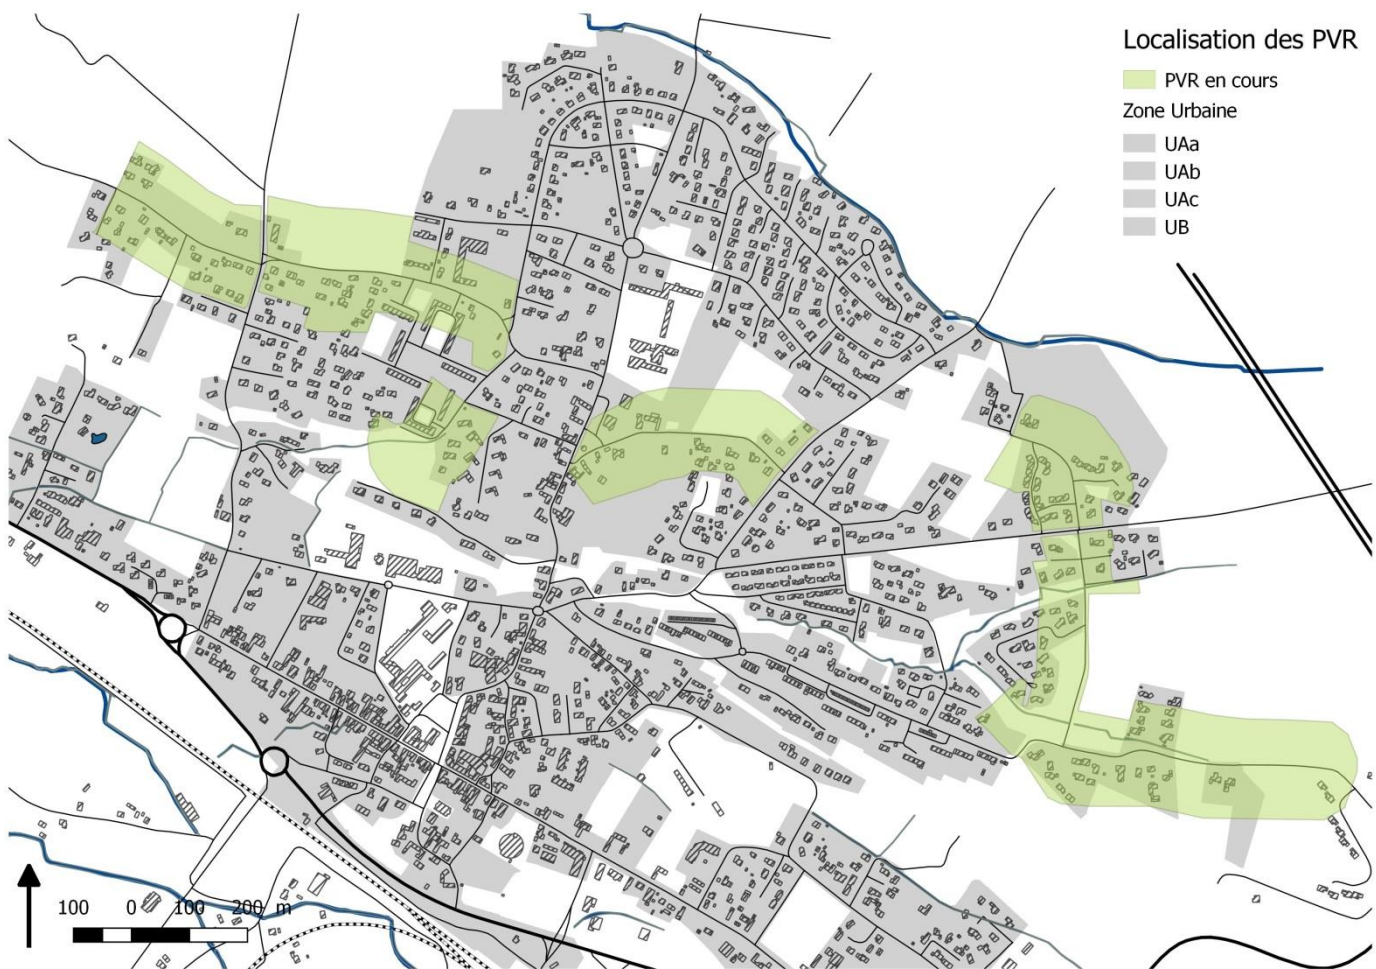 Localisation des PVR
PVR en cours
Zone Urbaine
UAa
UAb
UAc
UB
100 0 100 200 m